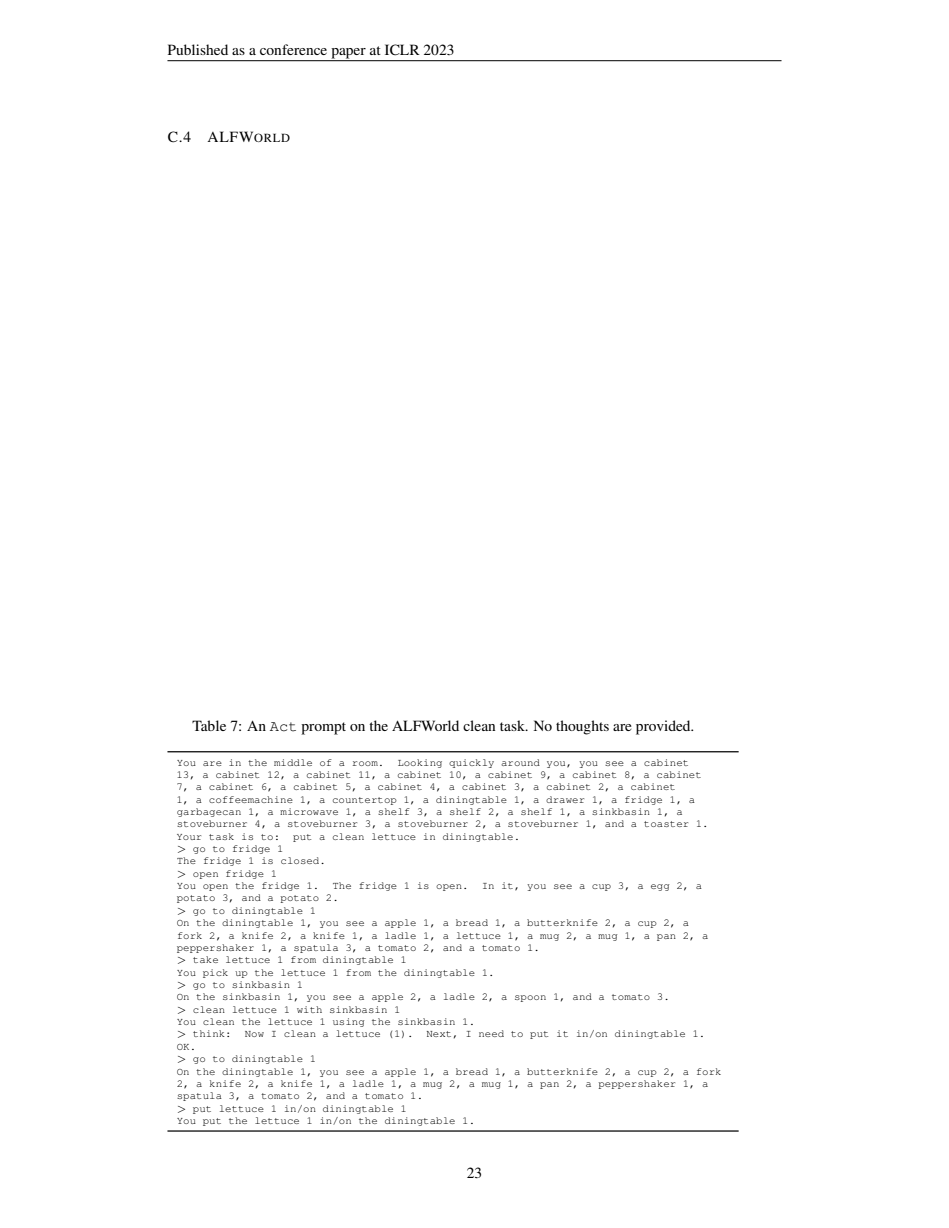 Published as a conference paper at ICLR 2023
C.4 ALFWORLD
Table 7: An Act prompt on the ALFWorld clean task. No thoughts are provided.
You are in the middle of a room. Looking quickly around you, you see a cabinet
13, a cabinet 12, a cabinet 11, a cabinet 10, a cabinet 9, a cabinet 8, a cabinet
7, a cabinet 6, a cabinet 5, a cabinet 4, a cabinet 3, a cabinet 2, a cabinet
1, a coffeemachine 1, a countertop 1, a diningtable 1, a drawer 1, a fridge 1, a
garbagecan 1, a microwave 1, a shelf 3, a shelf 2, a shelf 1, a sinkbasin 1, a
stoveburner 4, a stoveburner 3, a stoveburner 2, a stoveburner 1, and a toaster 1.
Your task is to: put a clean lettuce in diningtable.
> go to fridge 1
The fridge 1 is closed.
> open fridge 1
You open the fridge 1. The fridge 1 is open. In it, you see a cup 3, a egg 2, a
potato 3, and a potato 2.
> go to diningtable 1
On the diningtable 1, you see a apple 1, a bread 1, a butterknife 2, a cup 2, a
fork 2, a knife 2, a knife 1, a ladle 1, a lettuce 1, a mug 2, a mug 1, a pan 2, a
peppershaker 1, a spatula 3, a tomato 2, and a tomato 1.
> take lettuce 1 from diningtable 1
You pick up the lettuce 1 from the diningtable 1.
> go to sinkbasin 1
On the sinkbasin 1, you see a apple 2, a ladle 2, a spoon 1, and a tomato 3.
> clean lettuce 1 with sinkbasin 1
You clean the lettuce 1 using the sinkbasin 1.
> think: Now I clean a lettuce (1). Next, I need to put it in/on diningtable 1.
OK.
> go to diningtable 1
On the diningtable 1, you see a apple 1, a bread 1, a butterknife 2, a cup 2, a fork
2, a knife 2, a knife 1, a ladle 1, a mug 2, a mug 1, a pan 2, a peppershaker 1, a
spatula 3, a tomato 2, and a tomato 1.
> put lettuce 1 in/on diningtable 1
You put the lettuce 1 in/on the diningtable 1.
23